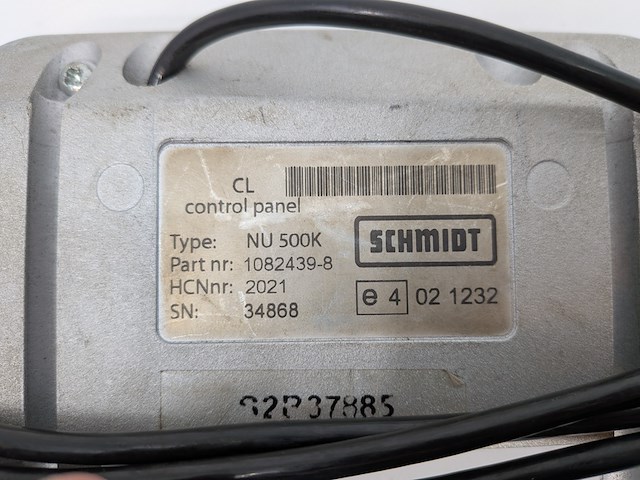 CL
control panel
Type: NU 500K
Part nr: 1082439-8
HCNnr: 2021
SN: 34868
SCHMIDT
e 4 02 1232